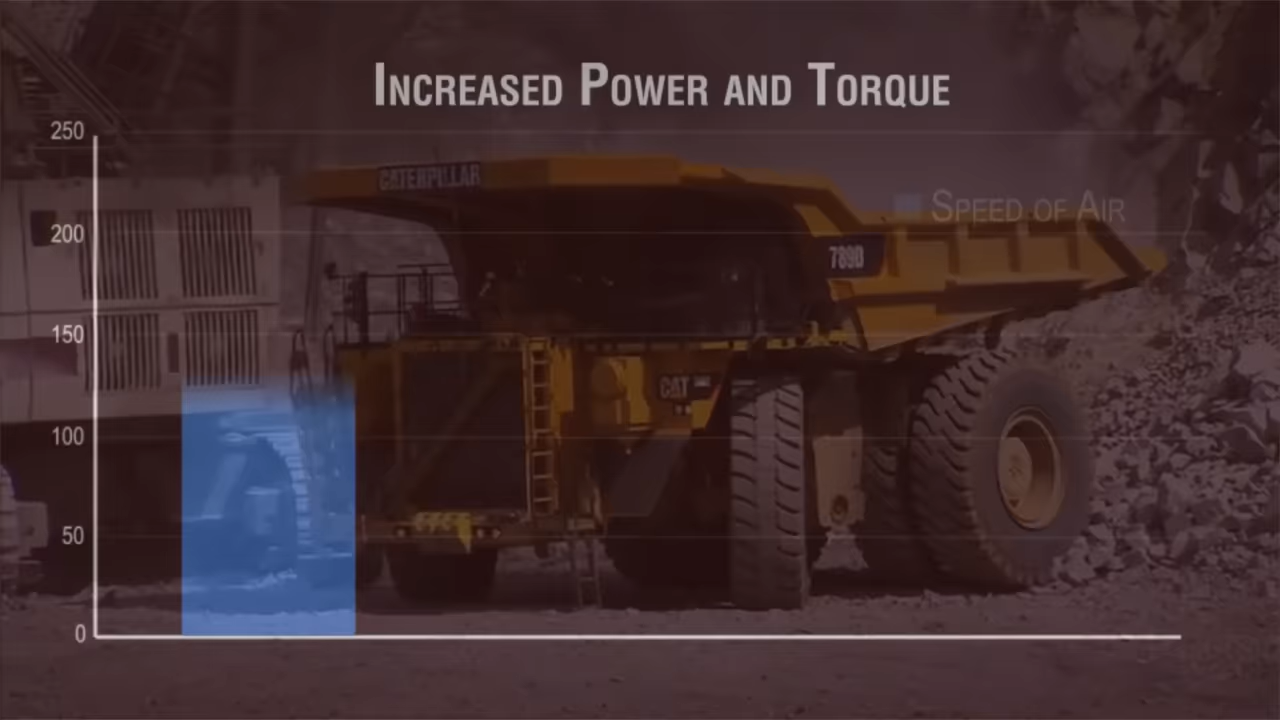 INCREASED POWER AND TORQUE
250
CATERPILLAR
SPEED OF AIR
200
789D
150
CAT
100
50
0